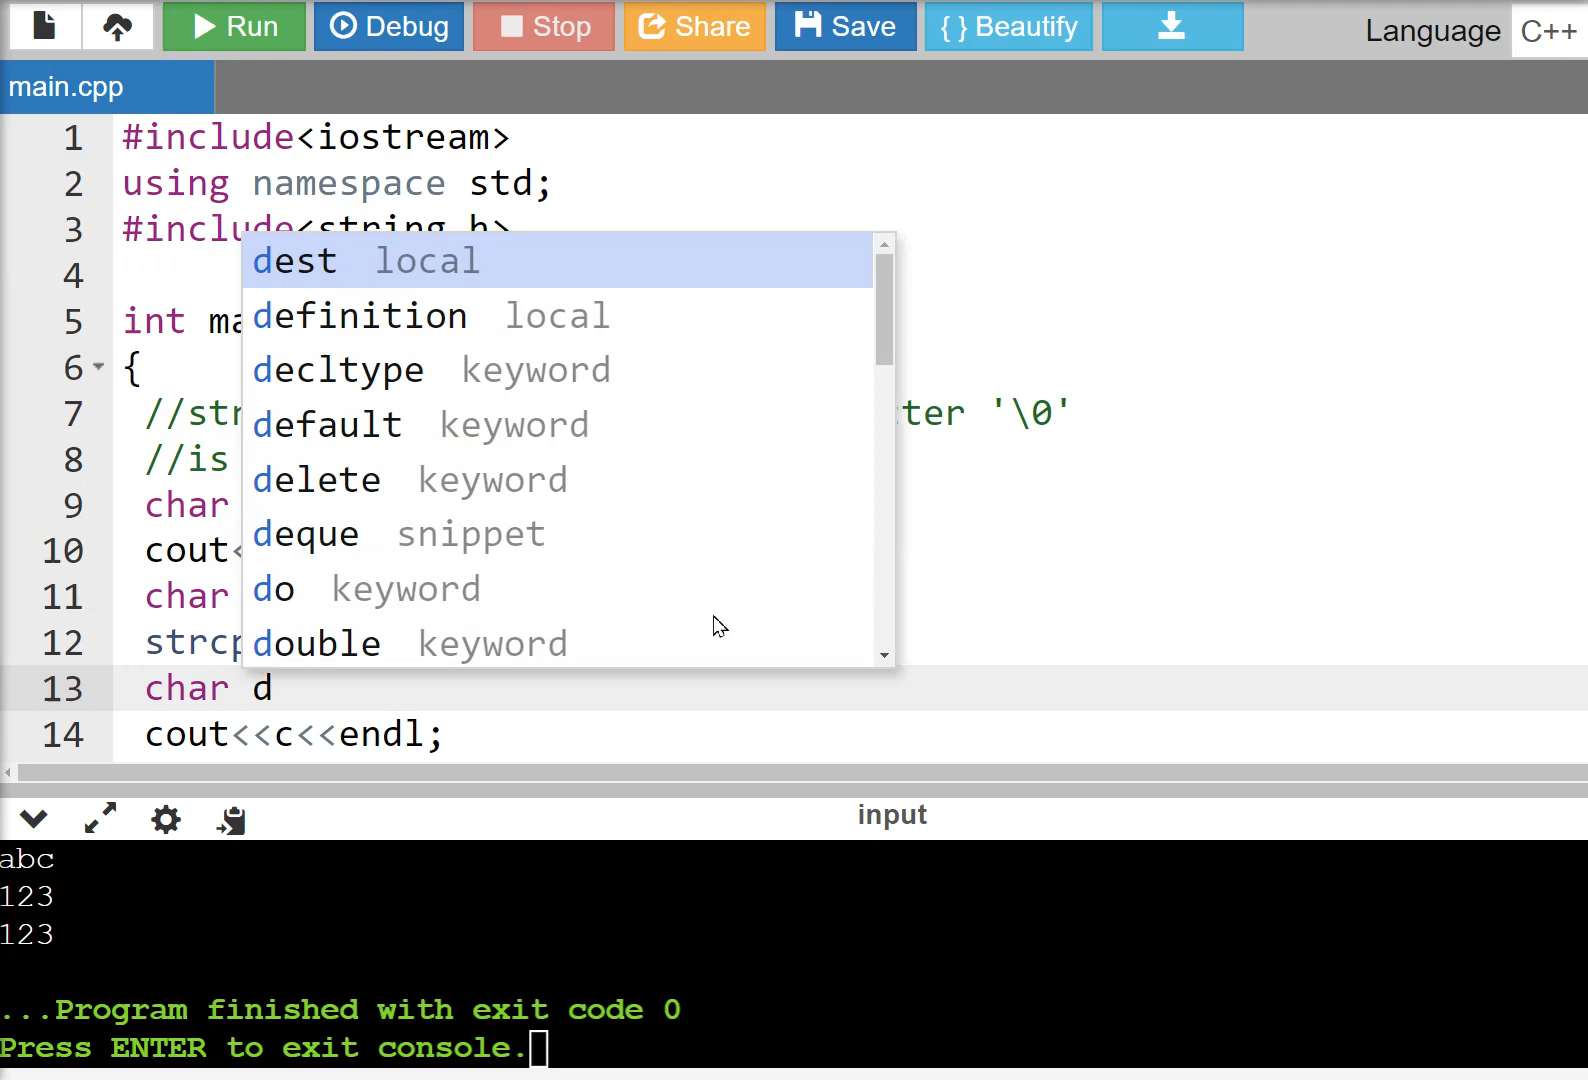 Run Debug Stop Share Save { } Beautify Language C++
main.cpp
1 #include<iostream>
2 using namespace std;
3 #include<string.h>
4
5 int
6 {
7 //str ter '\0'
8 //is
9 char
10 cout<
11 char
12 strcp
13 char d
14 cout<<c<<endl;
dest local
definition local
decltype keyword
default keyword
delete keyword
deque snippet
do keyword
double keyword
input
abc
123
123
...Program finished with exit code 0
Press ENTER to exit console.